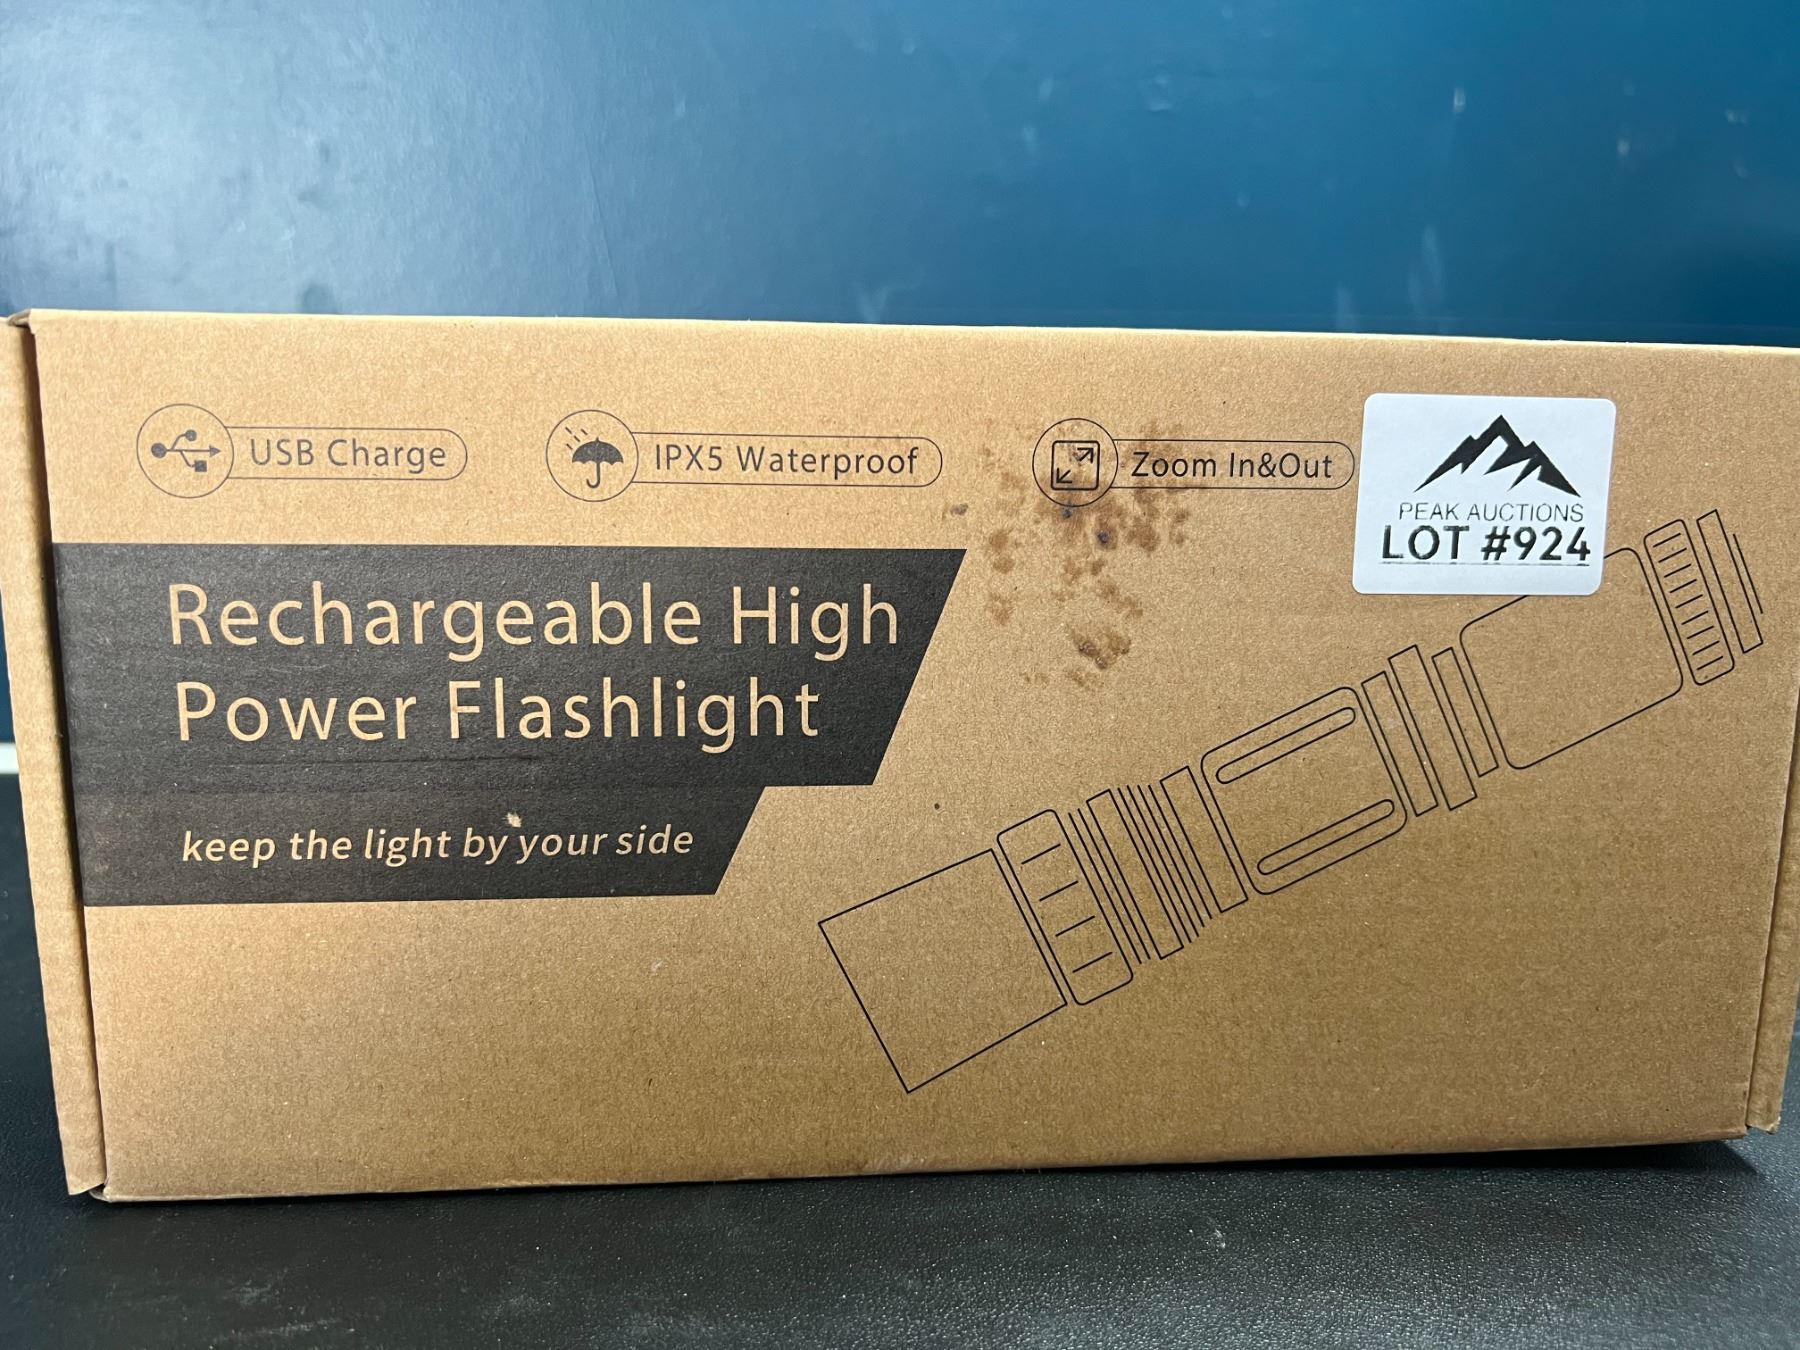 USB Charge
IPX5 Waterproof
Zoom In&Out
PEAK AUCTIONS
LOT #924
Rechargeable High
Power Flashlight
keep the light by your side